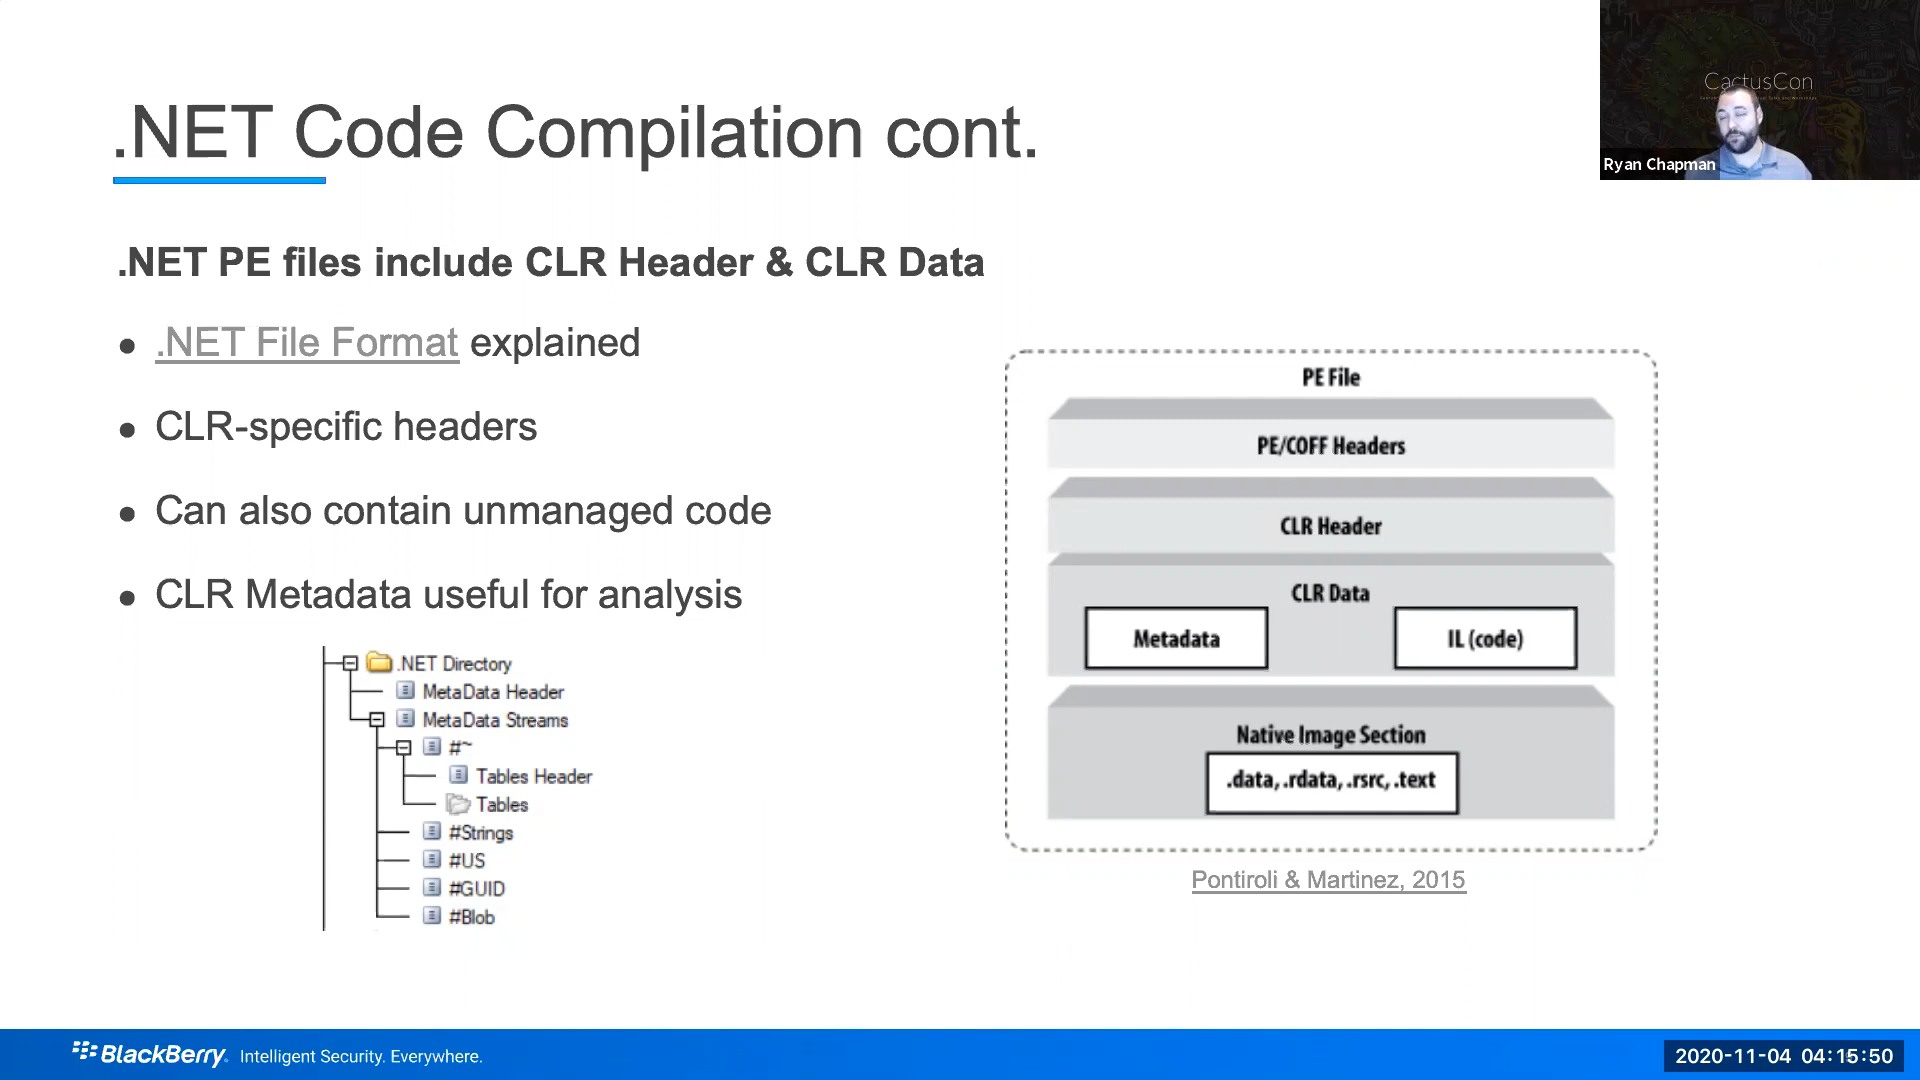 CactusCon
Ryan Chapman
.NET Code Compilation cont.
.NET PE files include CLR Header & CLR Data
● .NET File Format explained
● CLR-specific headers
● Can also contain unmanaged code
● CLR Metadata useful for analysis
.NET Directory
MetaData Header
MetaData Streams
#~
Tables Header
Tables
#Strings
#US
#GUID
#Blob
PE File
PE/COFF Headers
CLR Header
CLR Data
Metadata
IL (code)
Native Image Section
.data, .rdata, .rsrc, .text
Pontiroli & Martinez, 2015
BlackBerry. Intelligent Security. Everywhere.
2020-11-04 04:15:50